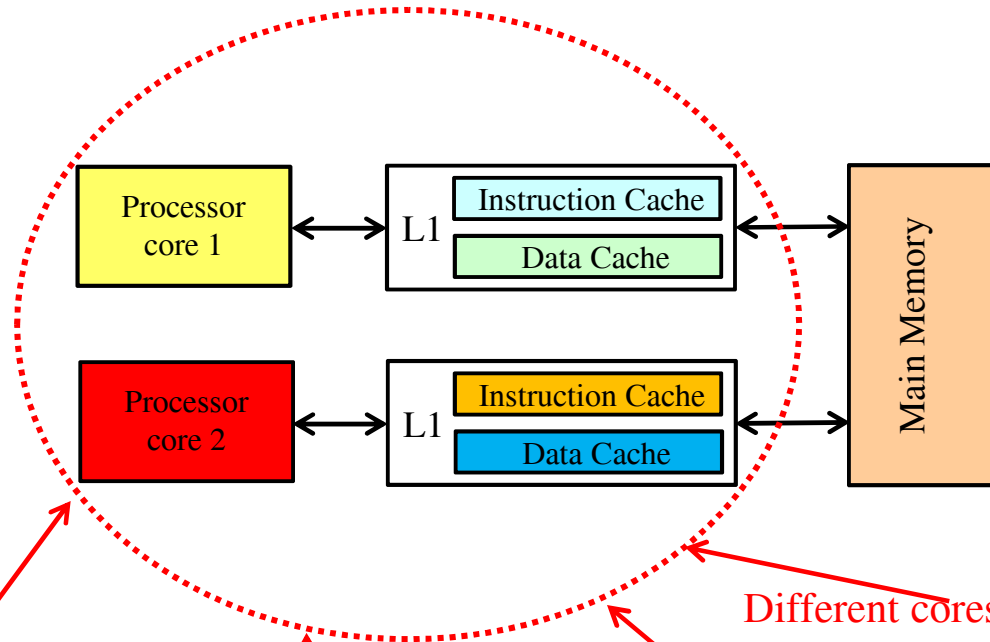 Processor
core 1
L1
Instruction Cache
Data Cache
Main Memory
Processor
core 2
L1
Instruction Cache
Data Cache
Different cores